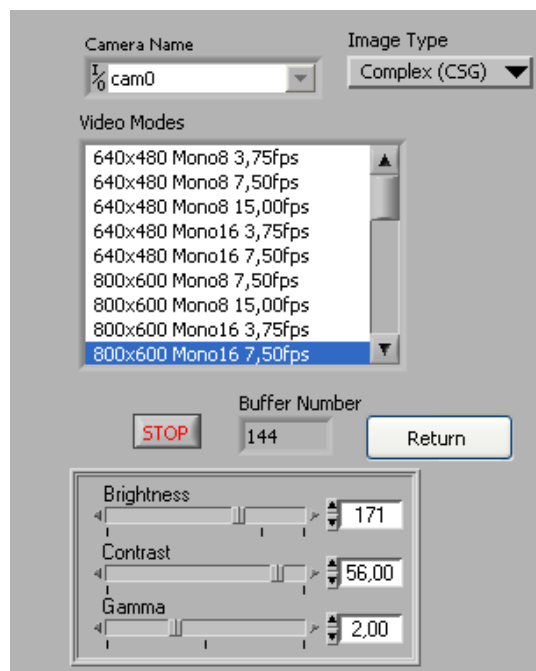 Camera Name
Image Type
I/O cam0
Complex (CSG)
Video Modes
640x480 Mono8 3,75fps
640x480 Mono8 7,50fps
640x480 Mono8 15,00fps
640x480 Mono16 3,75fps
640x480 Mono16 7,50fps
800x600 Mono8 7,50fps
800x600 Mono8 15,00fps
800x600 Mono16 3,75fps
800x600 Mono16 7,50fps
Buffer Number
STOP
144
Return
Brightness
171
Contrast
56,00
Gamma
2,00